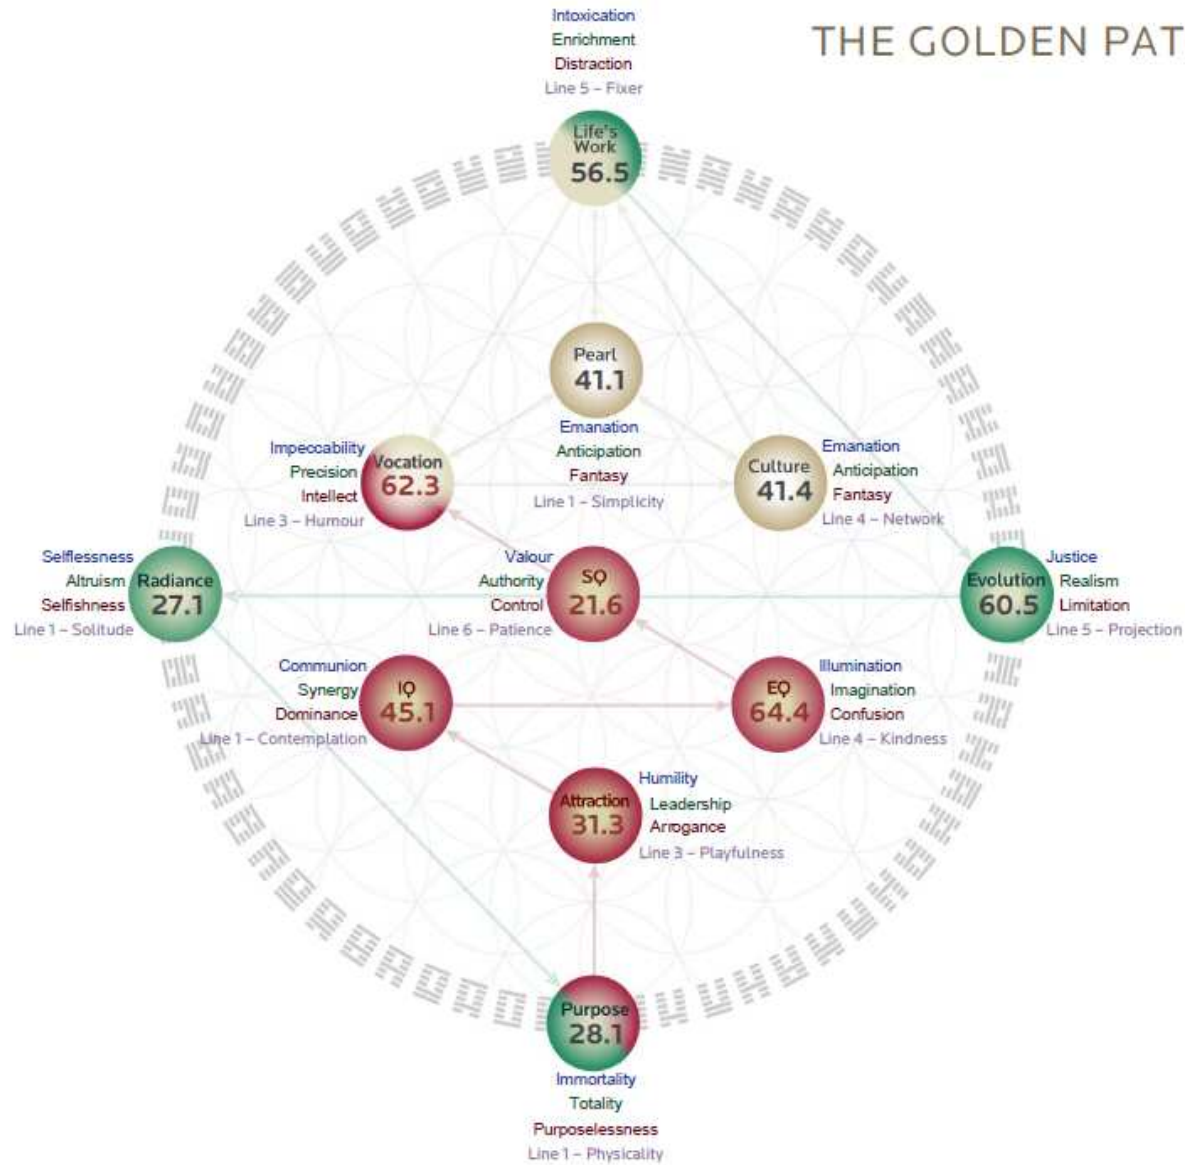 THE GOLDEN PAT
Intoxication
Enrichment
Distraction
Line 5 – Fixer
Life's
Work
56.5
Pearl
41.1
Emanation
Anticipation
Fantasy
Line 1 – Simplicity
Impeccability
Precision
Intellect
Line 3 – Humour
Vocation
62.3
Culture
41.4
Emanation
Anticipation
Fantasy
Line 4 – Network
Selflessness
Altruism
Selfishness
Line 1 – Solitude
Radiance
27.1
Valour
Authority
Control
Line 6 – Patience
SQ
21.6
Evolution
60.5
Justice
Realism
Limitation
Line 5 – Projection
Communion
Synergy
Dominance
Line 1 – Contemplation
IQ
45.1
EQ
64.4
Illumination
Imagination
Confusion
Line 4 – Kindness
Attraction
31.3
Humility
Leadership
Arrogance
Line 3 – Playfulness
Purpose
28.1
Immortality
Totality
Purposelessness
Line 1 – Physicality